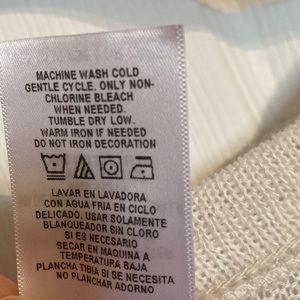 MACHINE WASH COLD
GENTLE CYCLE. ONLY NON-
CHLORINE BLEACH
WHEN NEEDED.
TUMBLE DRY LOW.
WARM IRON IF NEEDED
DO NOT IRON DECORATION
LAVAR EN LAVADORA
CON AGUA FRIA EN CICLO
DELICADO. USAR SOLAMENTE
BLANQUEADOR SIN CLORO
SI ES NECESARIO
SECAR EN MAQUINA A
TEMPERATURA BAJA
PLANCHA TIBIA SI SE NECESITA
NO PLANCHAR ADORNO